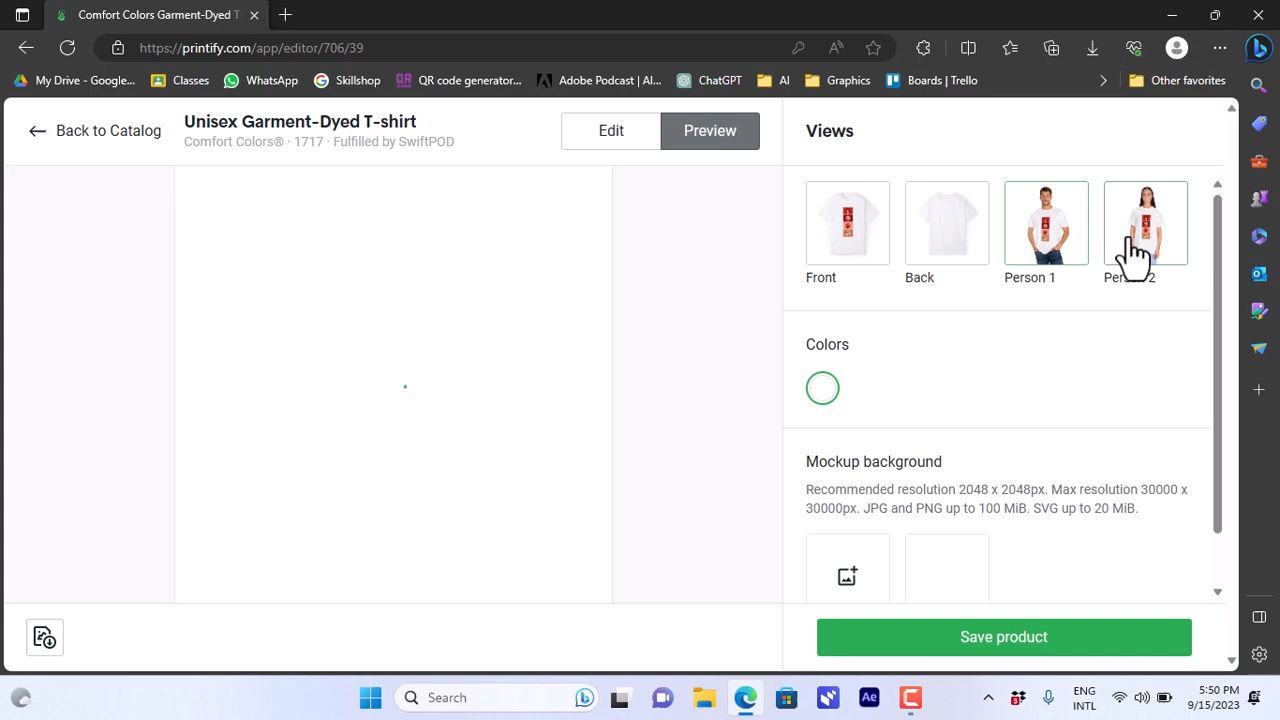 Comfort Colors Garment-Dyed T
https://printify.com/app/editor/706/39
My Drive - Google...
Classes
WhatsApp
Skillshop
QR code generator...
Adobe Podcast | AI...
ChatGPT
AI
Graphics
Boards | Trello
Other favorites
Back to Catalog
Unisex Garment-Dyed T-shirt
Comfort Colors® · 1717 · Fulfilled by SwiftPOD
Edit
Preview
Views
Front
Back
Person 1
Person 2
Colors
Mockup background
Recommended resolution 2048 x 2048px. Max resolution 30000 x
30000px. JPG and PNG up to 100 MiB. SVG up to 20 MiB.
Save product
Search
ENG
INTL
5:50 PM
9/15/2023